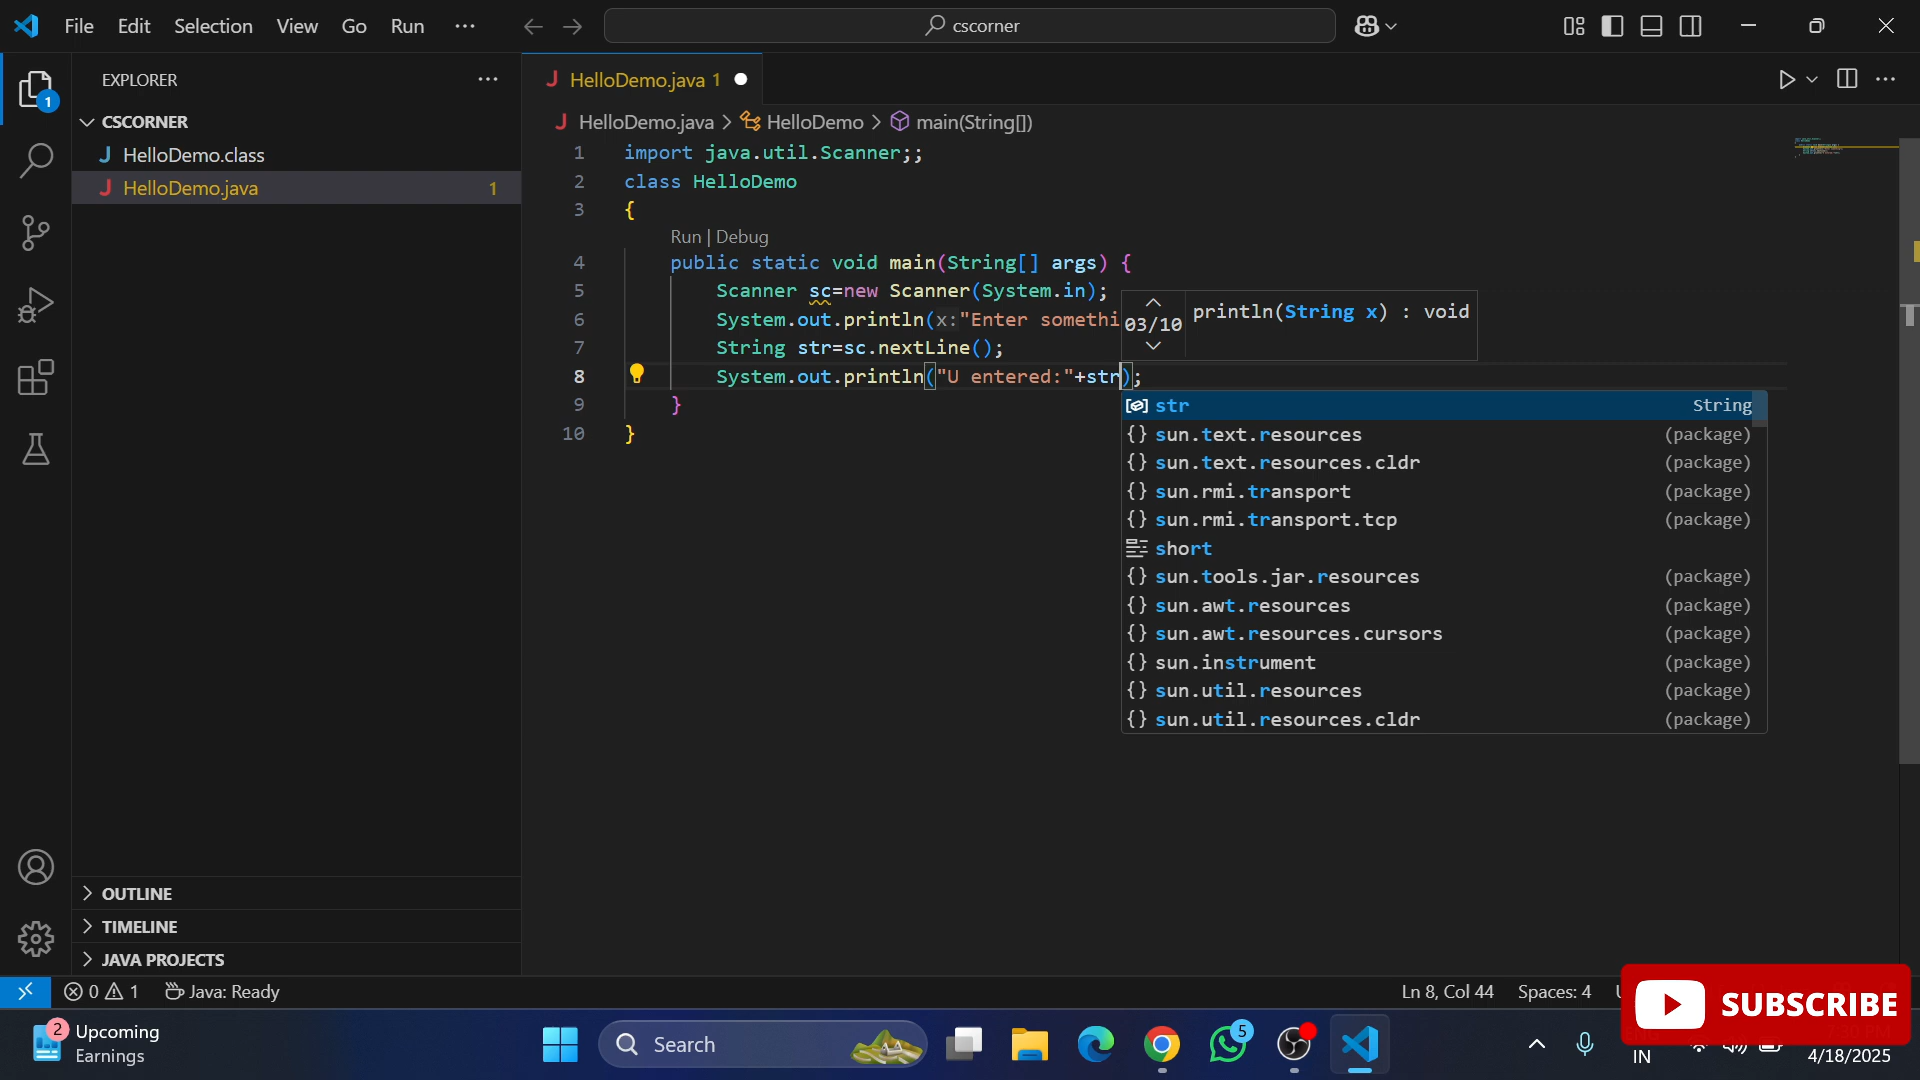 File Edit Selection View Go Run ···
cscorner
EXPLORER
CSCORNER
HelloDemo.class
HelloDemo.java 1
OUTLINE
TIMELINE
JAVA PROJECTS
HelloDemo.java 1
HelloDemo.java > HelloDemo > main(String[])
1 import java.util.Scanner;;
2 class HelloDemo
3 {
Run | Debug
4 public static void main(String[] args) {
5 Scanner sc=new Scanner(System.in);
6 System.out.println(x:"Enter somethi
7 String str=sc.nextLine();
8 System.out.println("U entered:"+str);
9 }
10 }
03/10
println(String x) : void
str String
sun.text.resources (package)
sun.text.resources.cldr (package)
sun.rmi.transport (package)
sun.rmi.transport.tcp (package)
short
sun.tools.jar.resources (package)
sun.awt.resources (package)
sun.awt.resources.cursors (package)
sun.instrument (package)
sun.util.resources (package)
sun.util.resources.cldr (package)
1
0 1 Java: Ready
Ln 8, Col 44 Spaces: 4
SUBSCRIBE
2
Upcoming
Earnings
Search
5
IN
4/18/2025